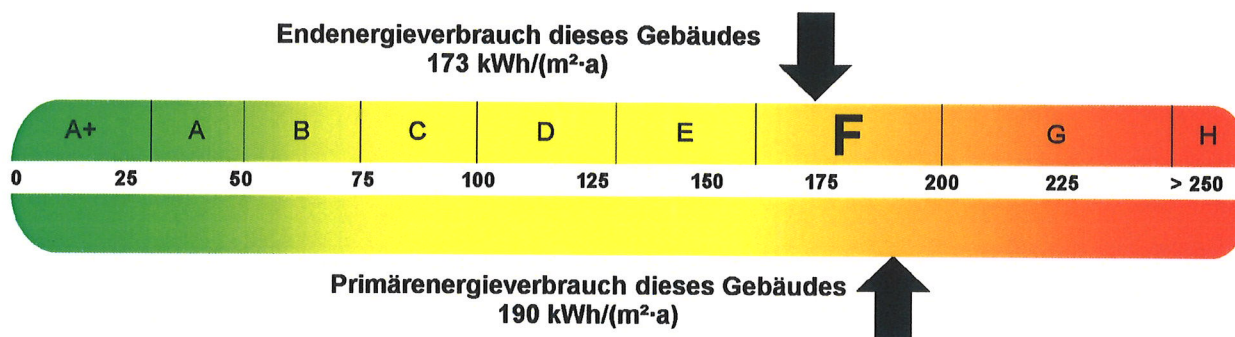 Endenergieverbrauch dieses Gebäudes
173 kWh/(m²·a)
A+ A B C D E F G H
0 25 50 75 100 125 150 175 200 225 > 250
Primärenergieverbrauch dieses Gebäudes
190 kWh/(m²·a)